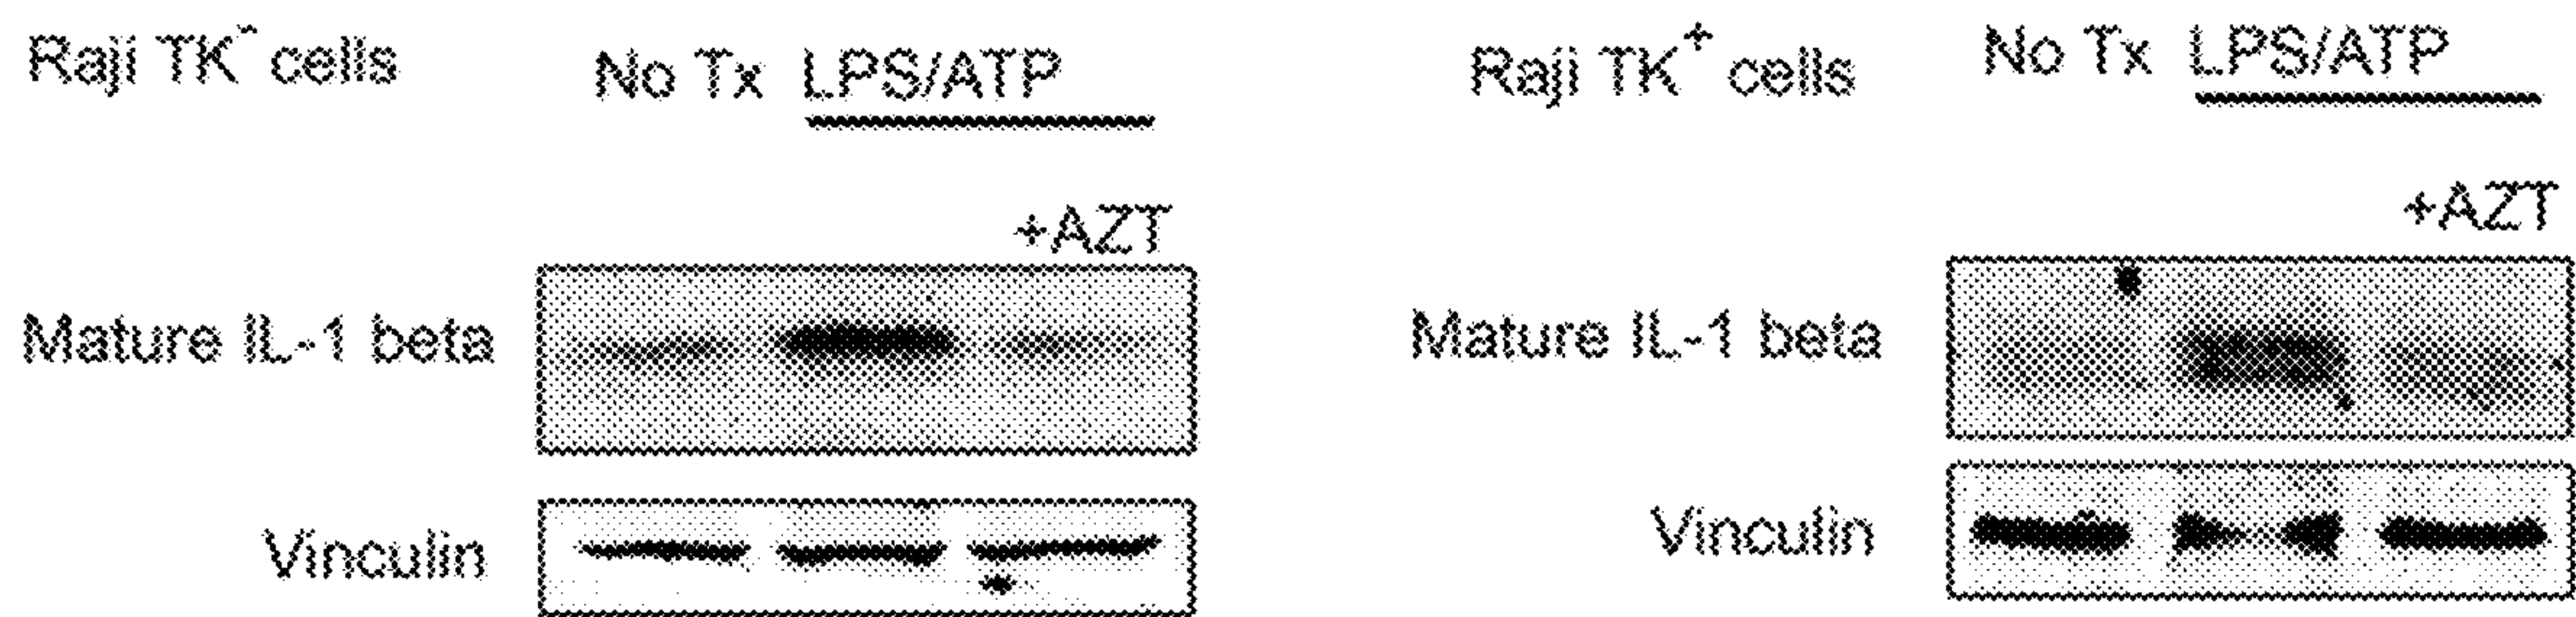 Raji TK⁻ cells No Tx LPS/ATP
+AZT
Mature IL-1 beta
Vinculin
Raji TK⁺ cells No Tx LPS/ATP
+AZT
Mature IL-1 beta
Vinculin